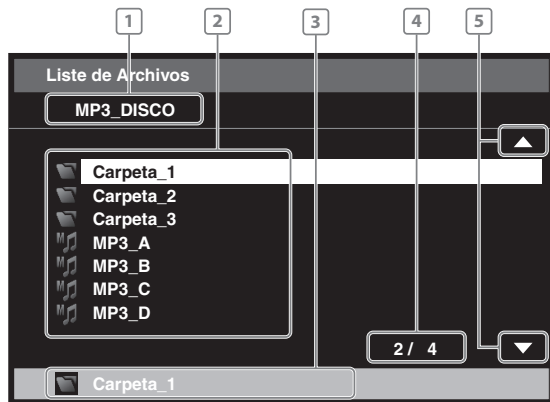 1 2 3 4 5
Liste de Archivos
MP3_DISCO
Carpeta_1
Carpeta_2
Carpeta_3
MP3_A
MP3_B
MP3_C
MP3_D
2/ 4
Carpeta_1